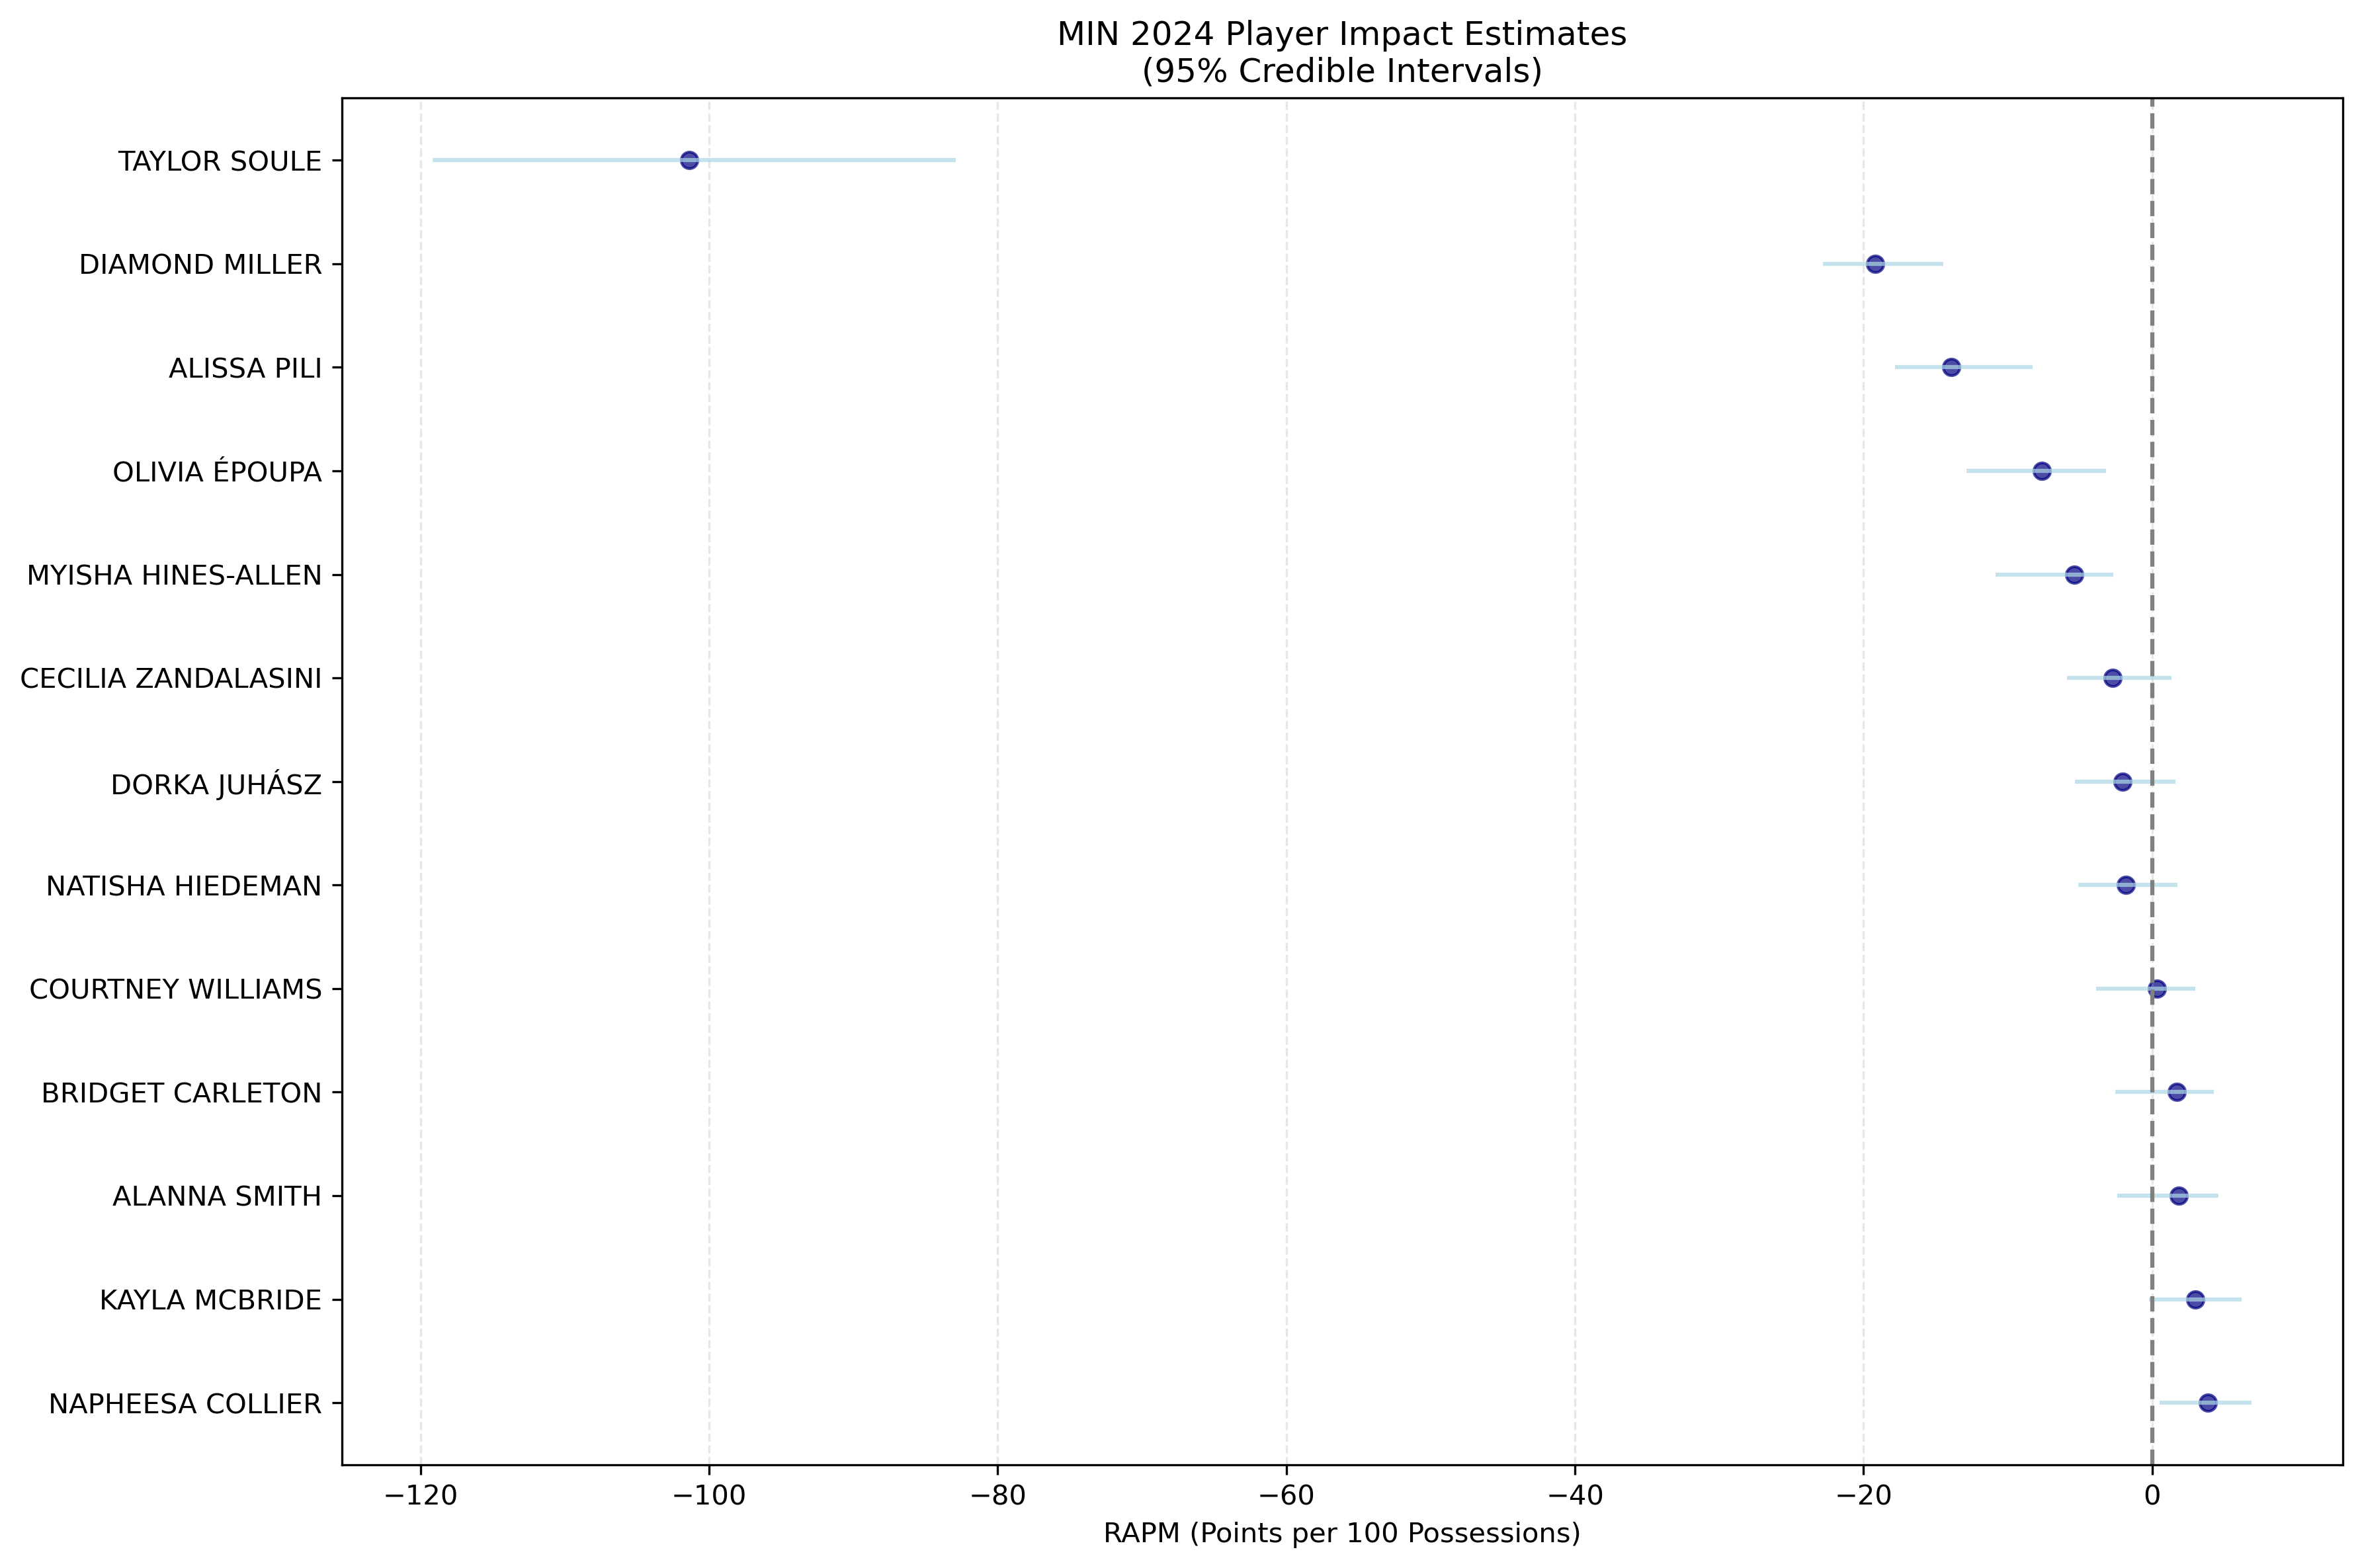 MIN 2024 Player Impact Estimates
(95% Credible Intervals)
TAYLOR SOULE
DIAMOND MILLER
ALISSA PILI
OLIVIA ÉPOUPA
MYISHA HINES-ALLEN
CECILIA ZANDALASINI
DORKA JUHÁSZ
NATISHA HIEDEMAN
COURTNEY WILLIAMS
BRIDGET CARLETON
ALANNA SMITH
KAYLA MCBRIDE
NAPHEESA COLLIER
−120 −100 −80 −60 −40 −20 0
RAPM (Points per 100 Possessions)